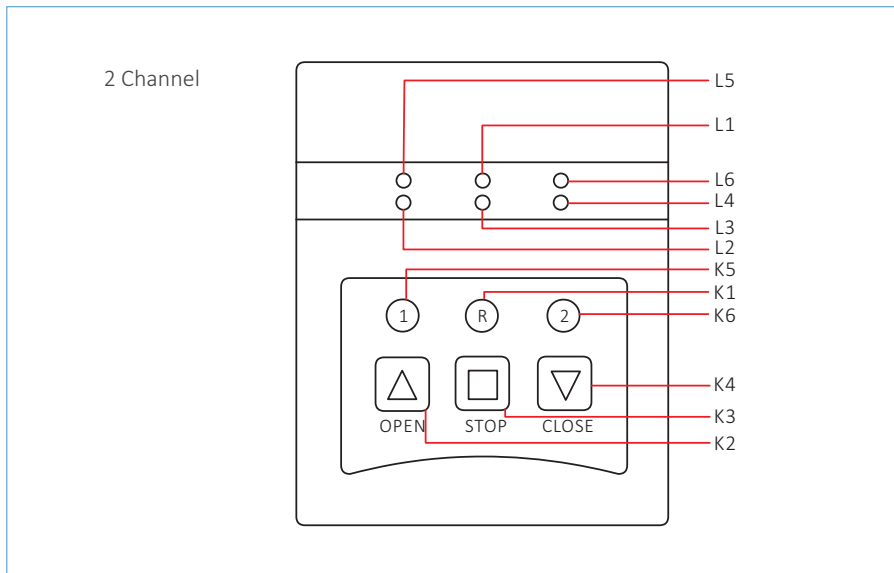 2 Channel
L5
L1
L6
L4
L3
L2
K5
K1
K6
1 R 2
K4
K3
OPEN STOP CLOSE
K2